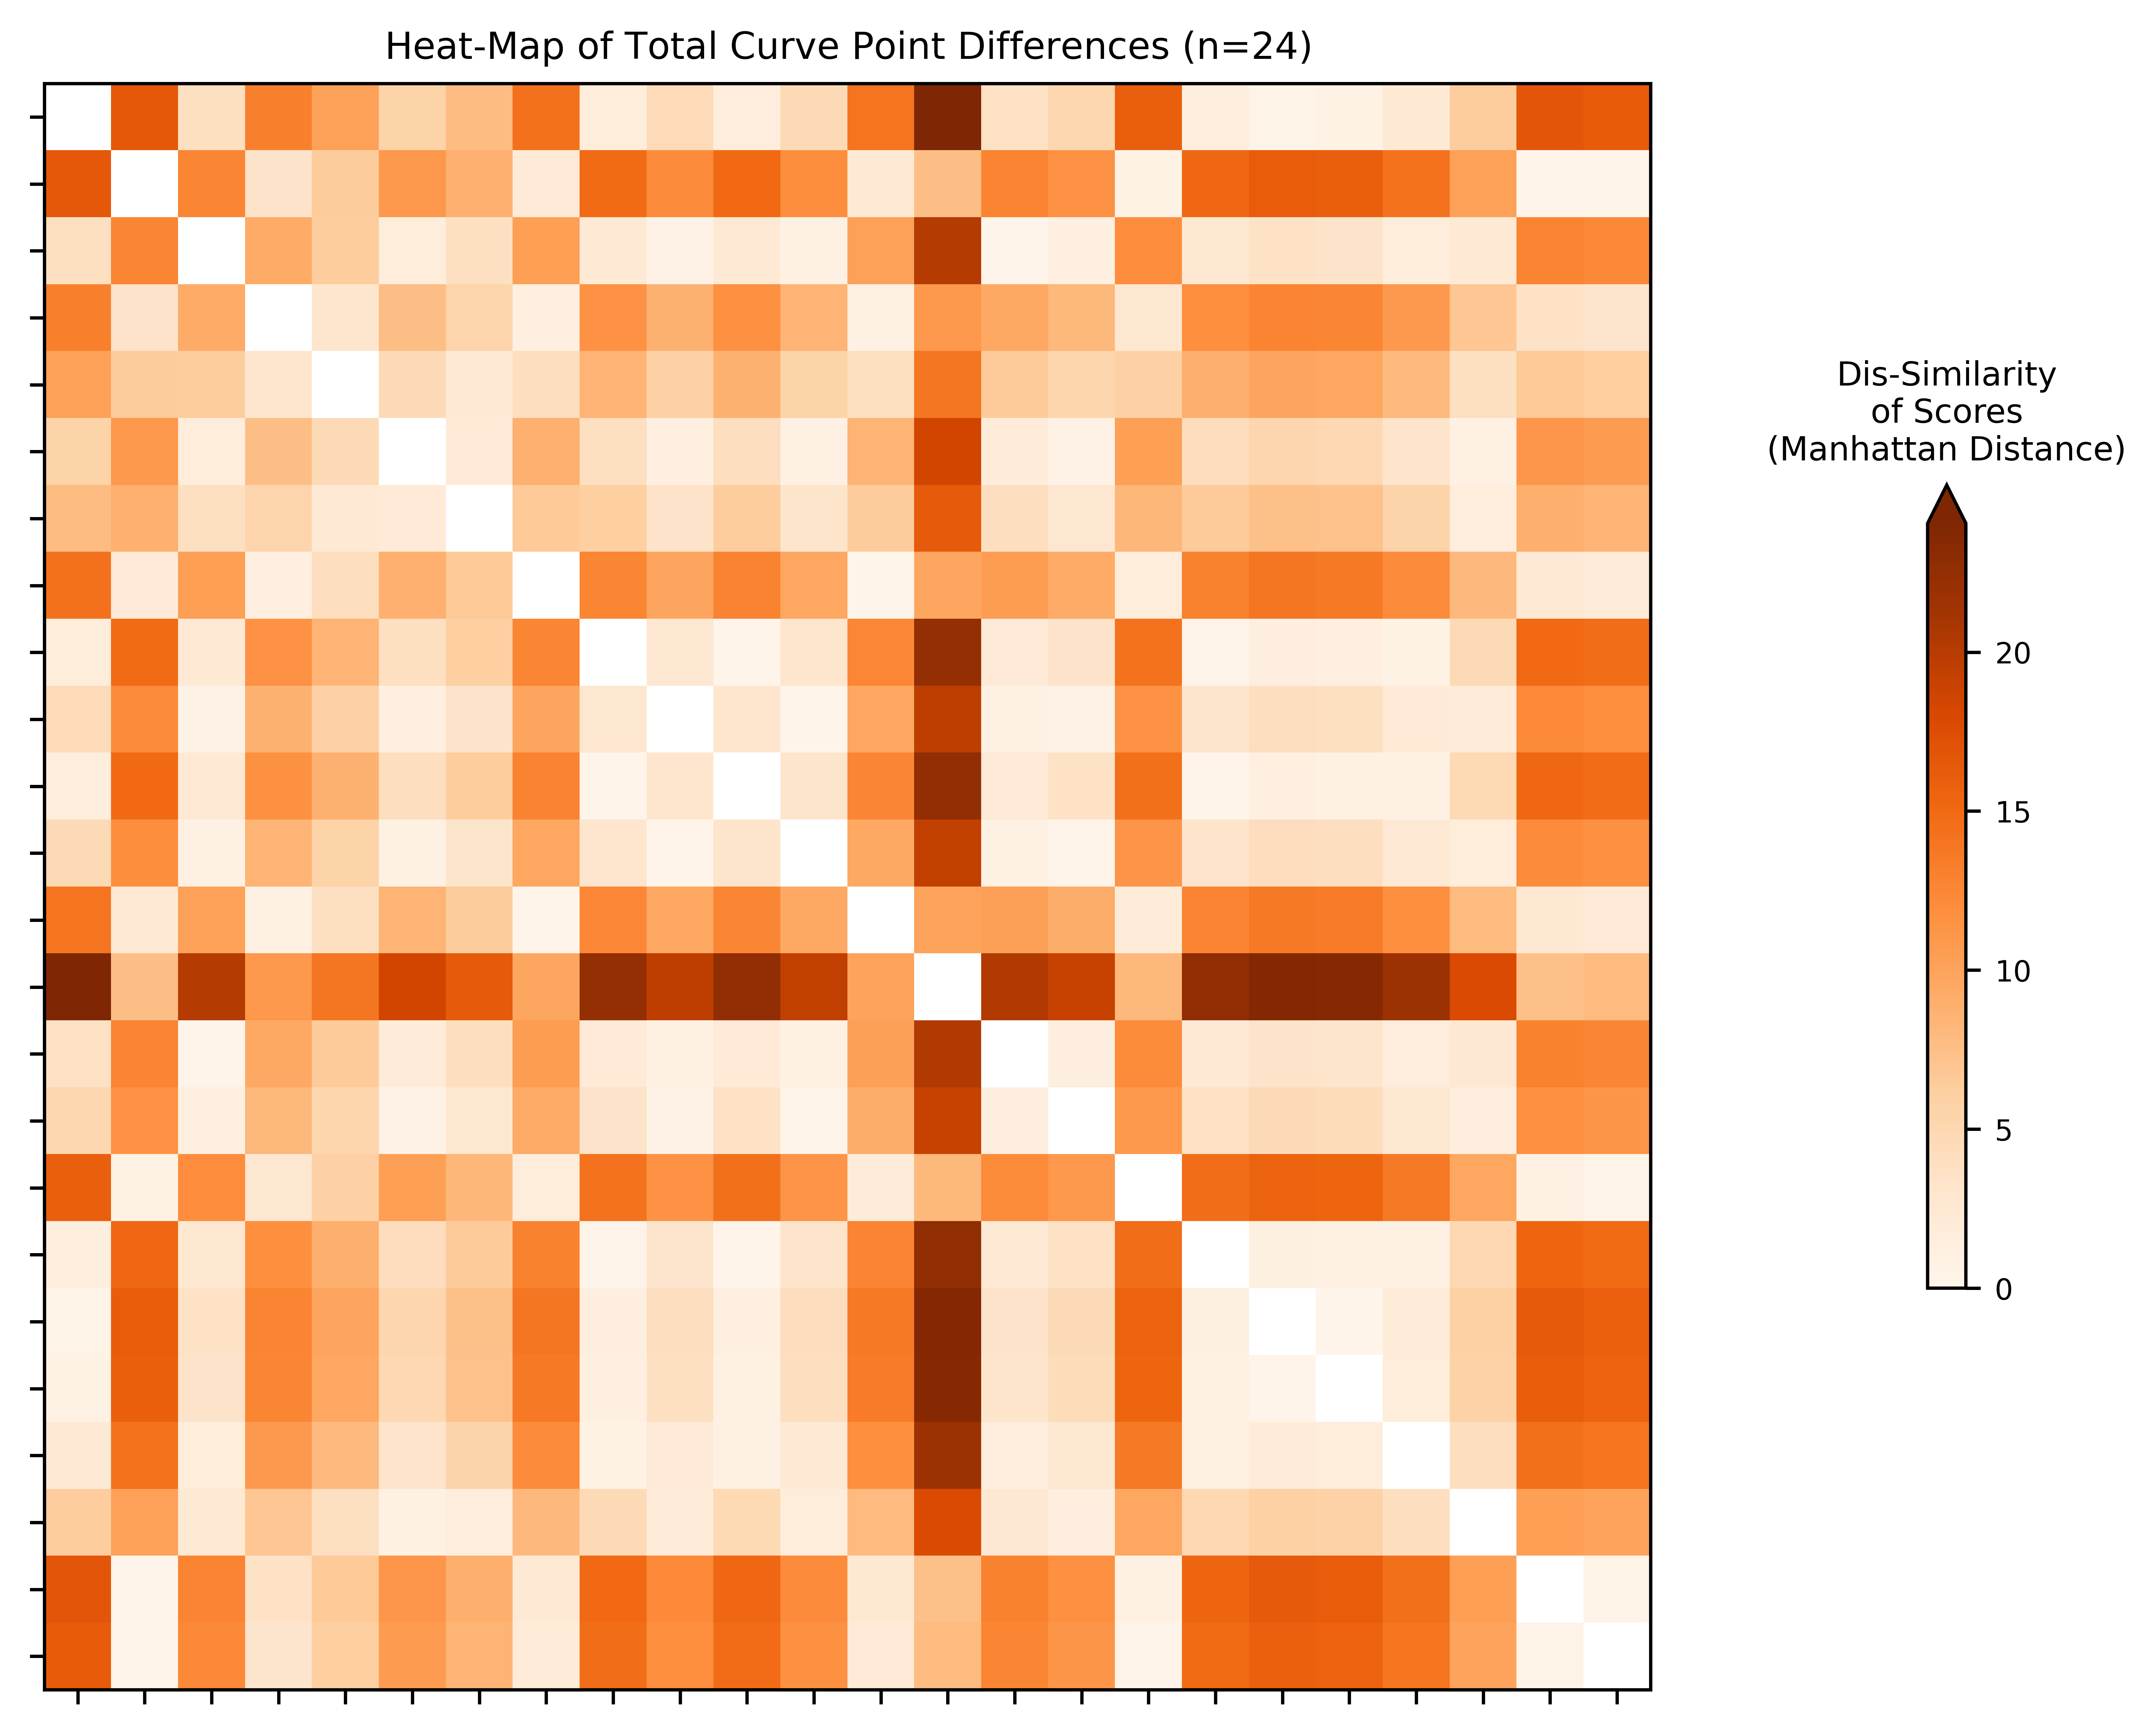 Heat-Map of Total Curve Point Differences (n=24)
Dis-Similarity
of Scores
(Manhattan Distance)
20
15
10
5
0